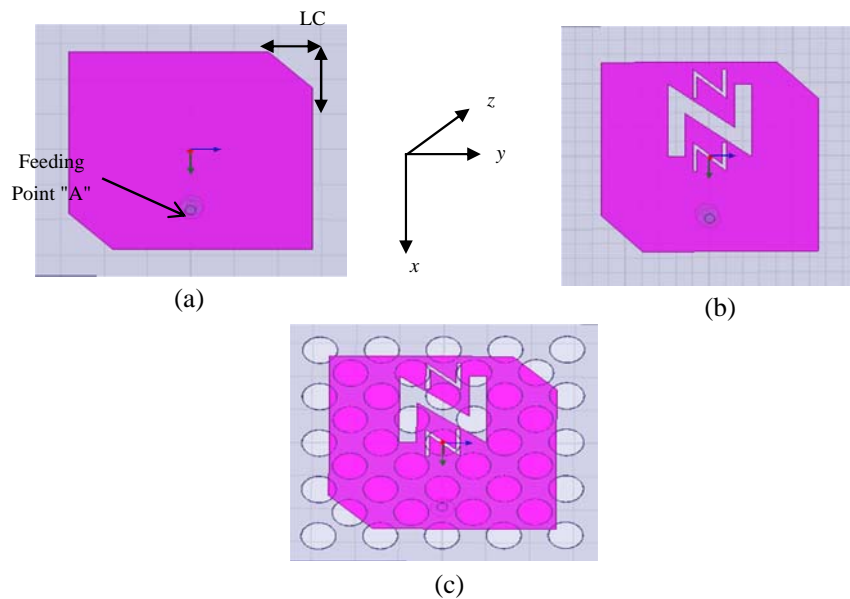 LC
z
y
Feeding
Point "A"
x
(a)
(b)
(c)